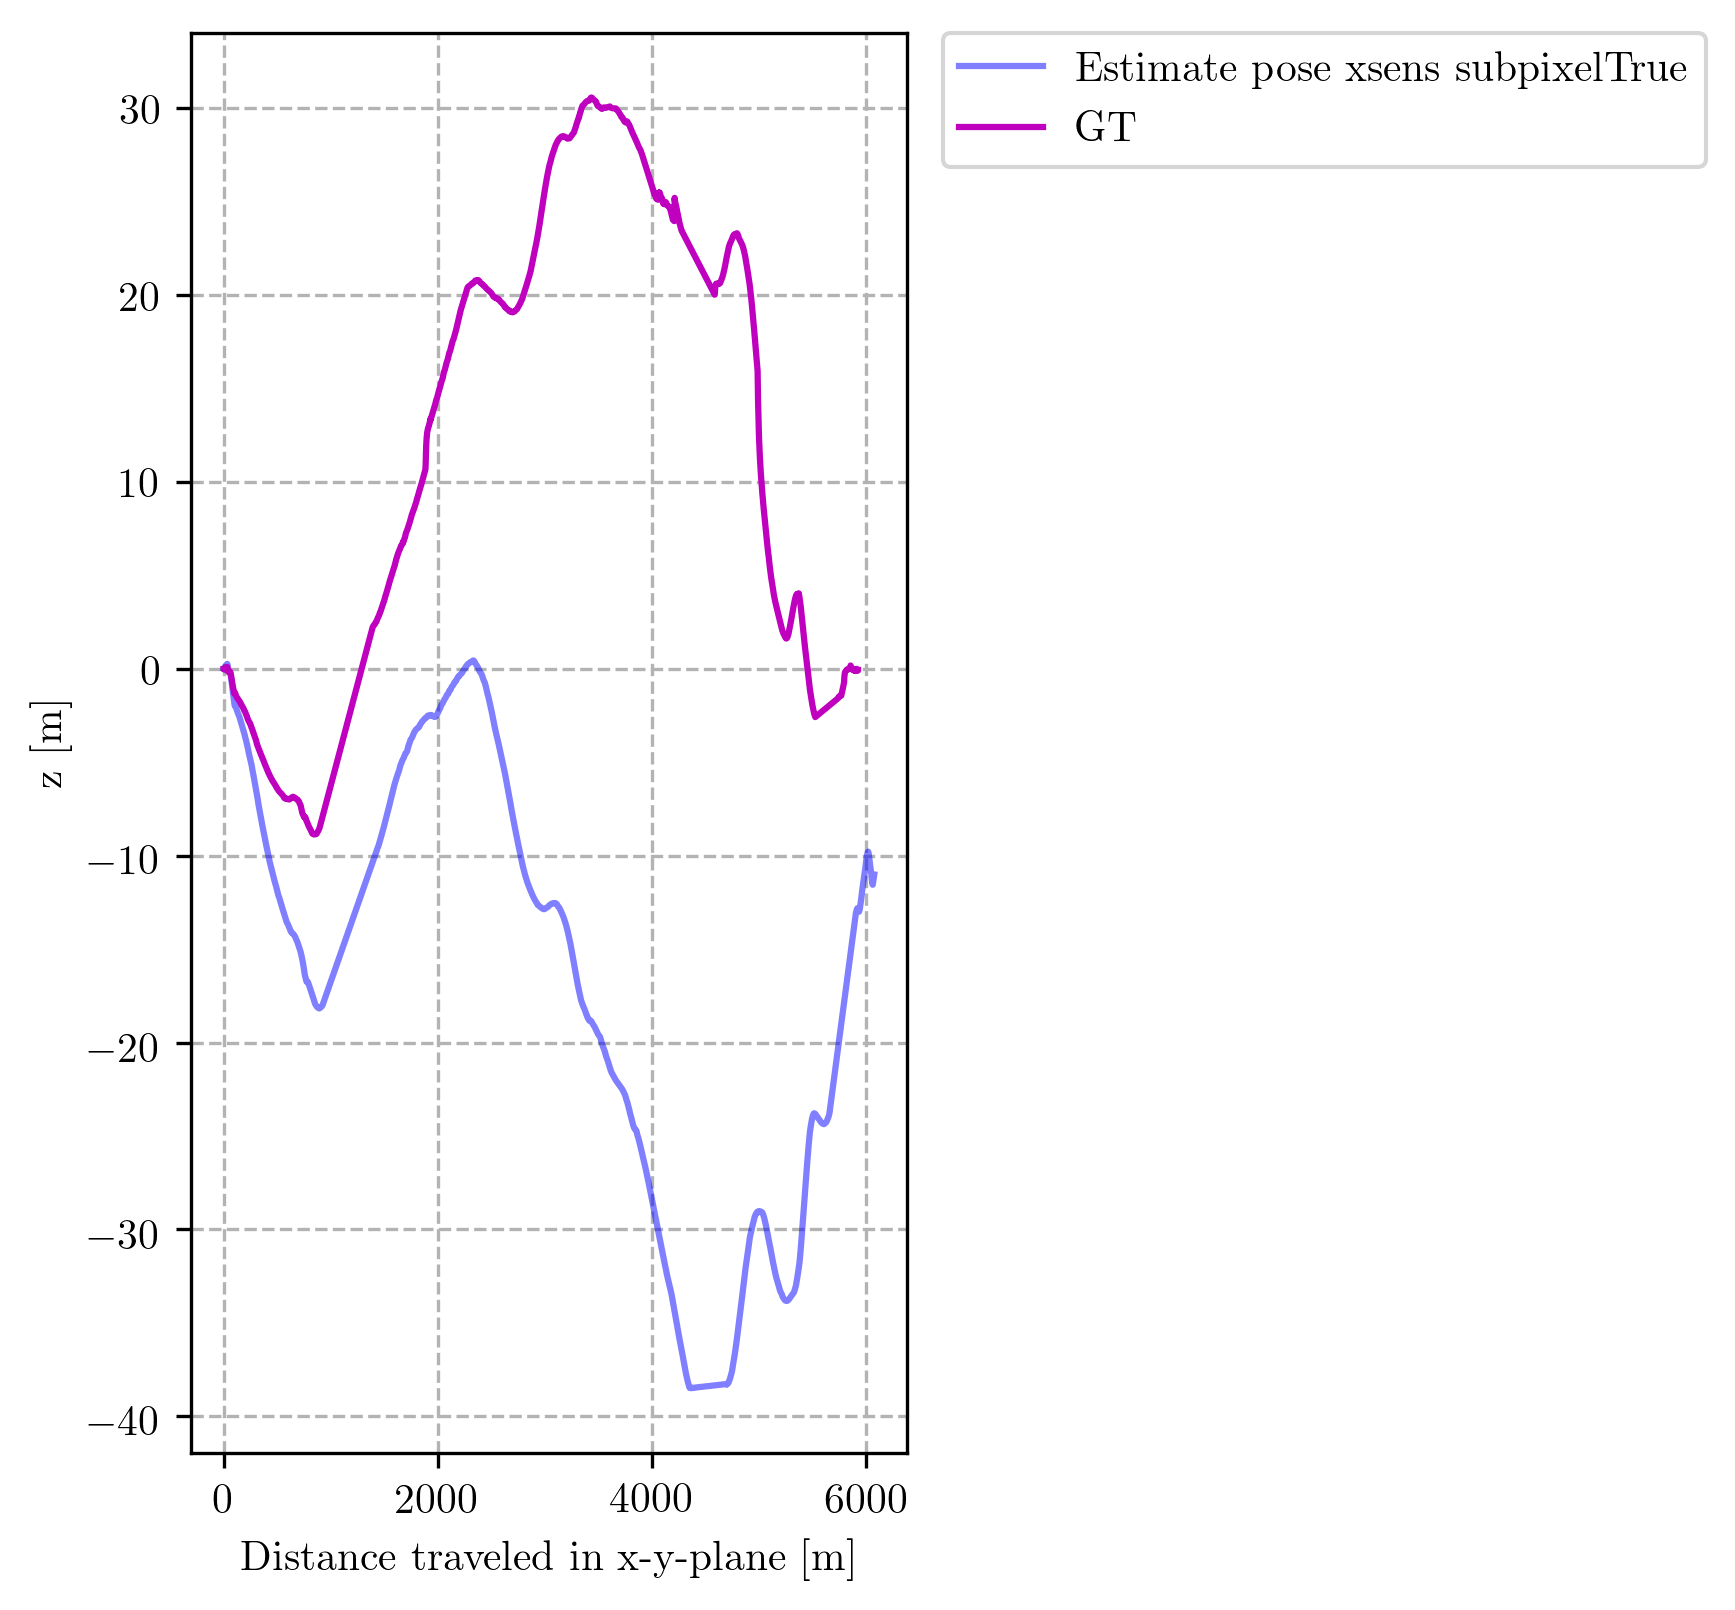 Estimate pose xsens subpixelTrue
GT
30
20
10
0
−10
−20
−30
−40
z [m]
0 2000 4000 6000
Distance traveled in x-y-plane [m]